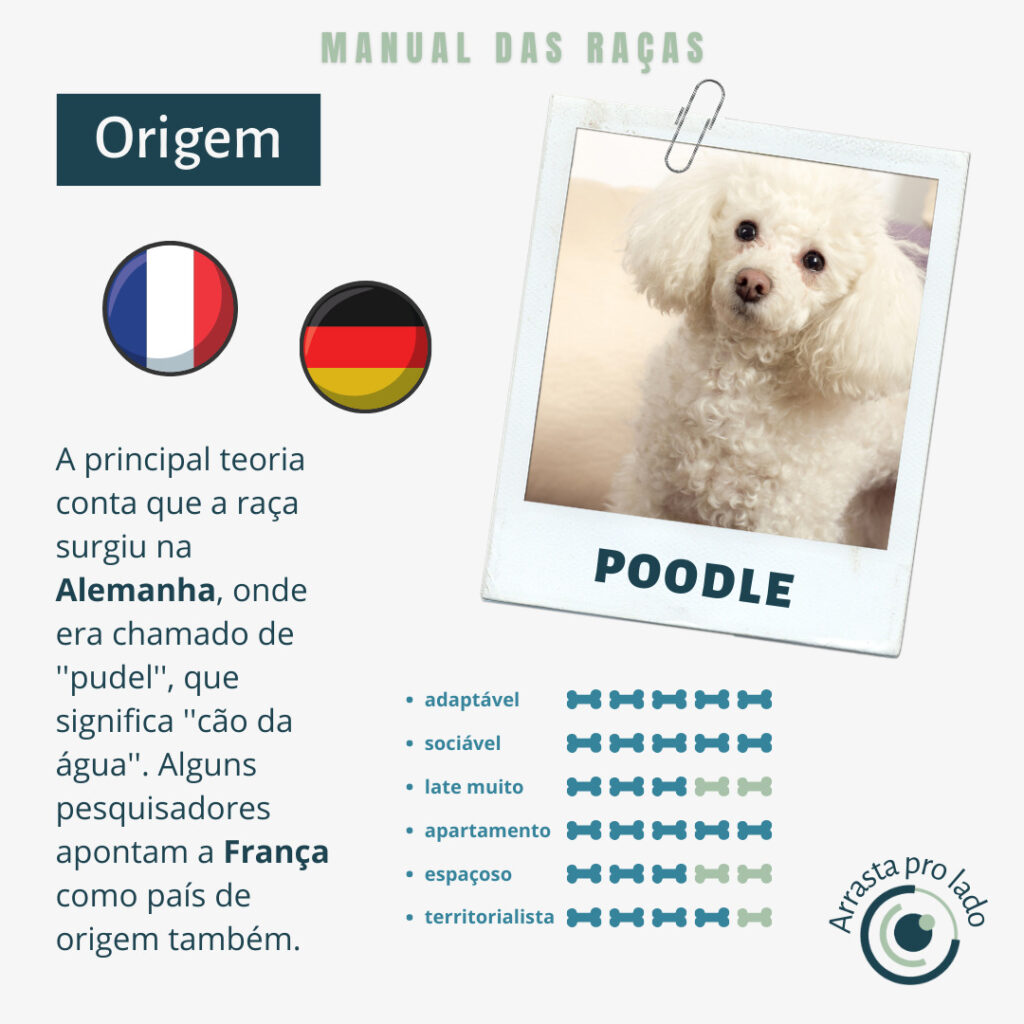 MANUAL DAS RAÇAS
Origem
A principal teoria
conta que a raça
surgiu na
Alemanha, onde
era chamado de
''pudel'', que
significa ''cão da
água''. Alguns
pesquisadores
apontam a França
como país de
origem também.
POODLE
• adaptável
• sociável
• late muito
• apartamento
• espaçoso
• territorialista
Arrasta pro lado